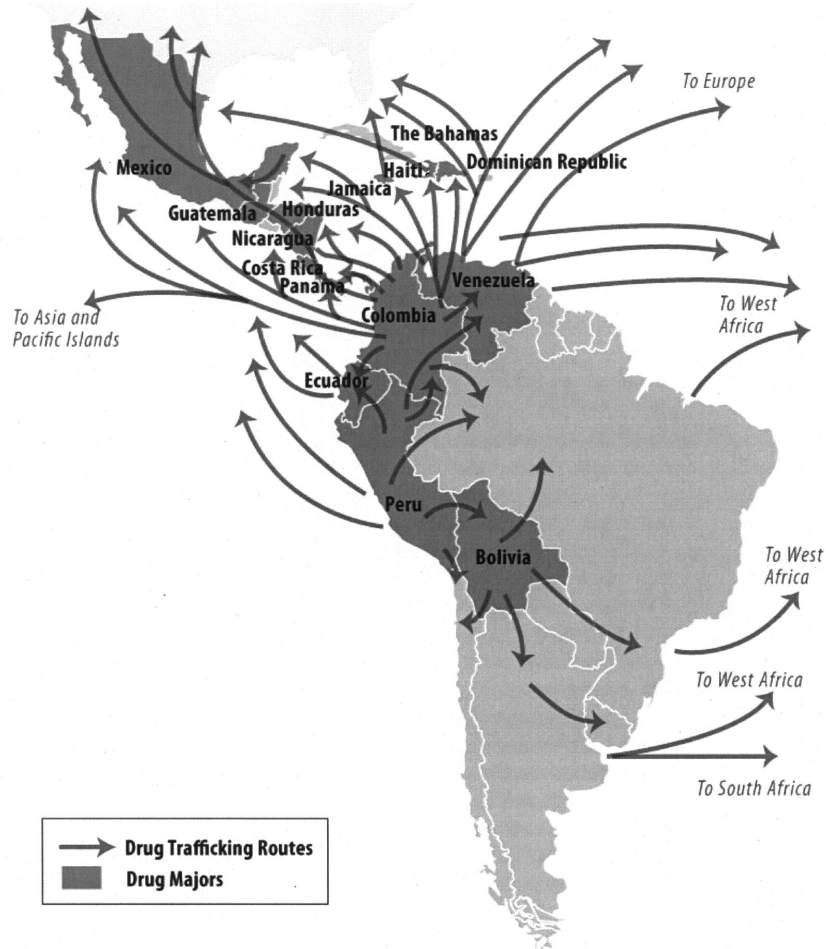 To Europe
The Bahamas
Dominican Republic
Mexico
Haiti
Jamaica
Guatemala
Honduras
Nicaragua
Costa Rica
Panama
Venezuela
Colombia
To Asia and
Pacific Islands
To West
Africa
Ecuador
Peru
Bolivia
To West
Africa
To West Africa
To South Africa
Drug Trafficking Routes
Drug Majors